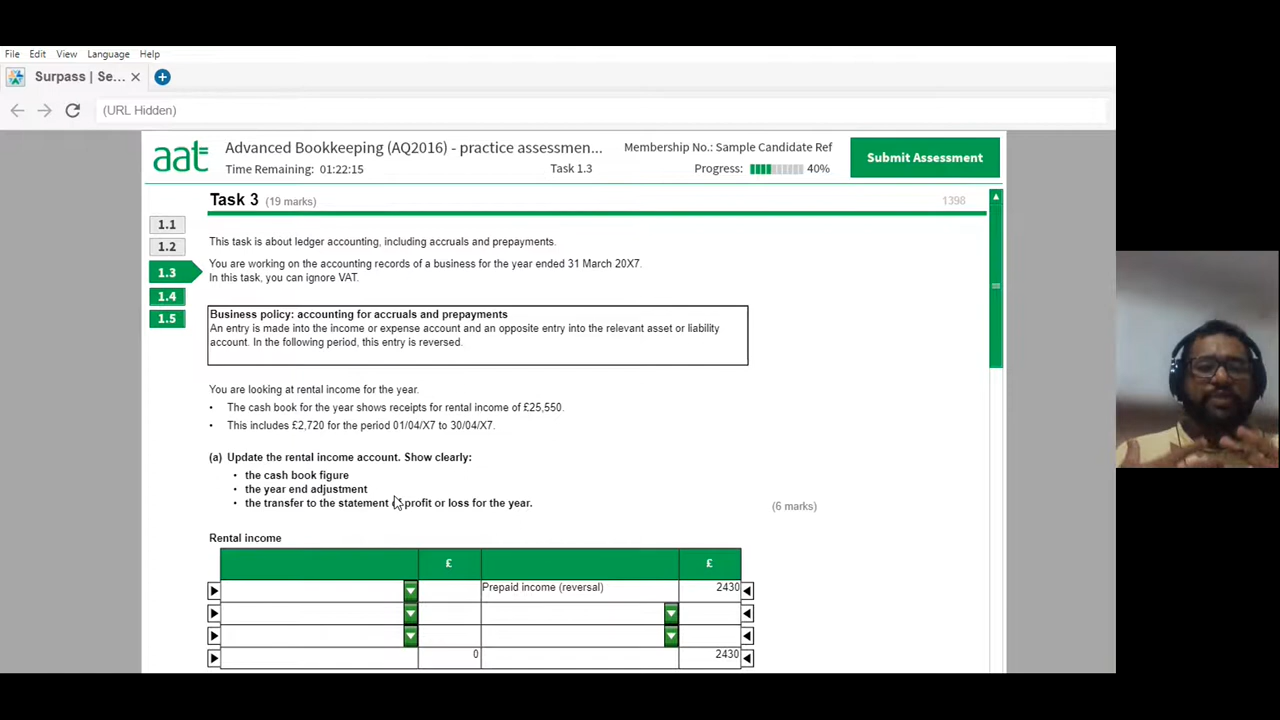 File Edit View Language Help
Surpass | Se...
(URL Hidden)
aat
Advanced Bookkeeping (AQ2016) - practice assessmen...
Membership No.: Sample Candidate Ref
Submit Assessment
Time Remaining: 01:22:15
Task 1.3
Progress: 40%
Task 3 (19 marks)
1398
1.1
1.2
1.3
1.4
1.5
This task is about ledger accounting, including accruals and prepayments.
You are working on the accounting records of a business for the year ended 31 March 20X7.
In this task, you can ignore VAT.
Business policy: accounting for accruals and prepayments
An entry is made into the income or expense account and an opposite entry into the relevant asset or liability
account. In the following period, this entry is reversed.
You are looking at rental income for the year.
• The cash book for the year shows receipts for rental income of £25,550.
• This includes £2,720 for the period 01/04/X7 to 30/04/X7.
(a) Update the rental income account. Show clearly:
• the cash book figure
• the year end adjustment
• the transfer to the statement of profit or loss for the year.
(6 marks)
Rental income
£ £
Prepaid income (reversal) 2430
0 2430